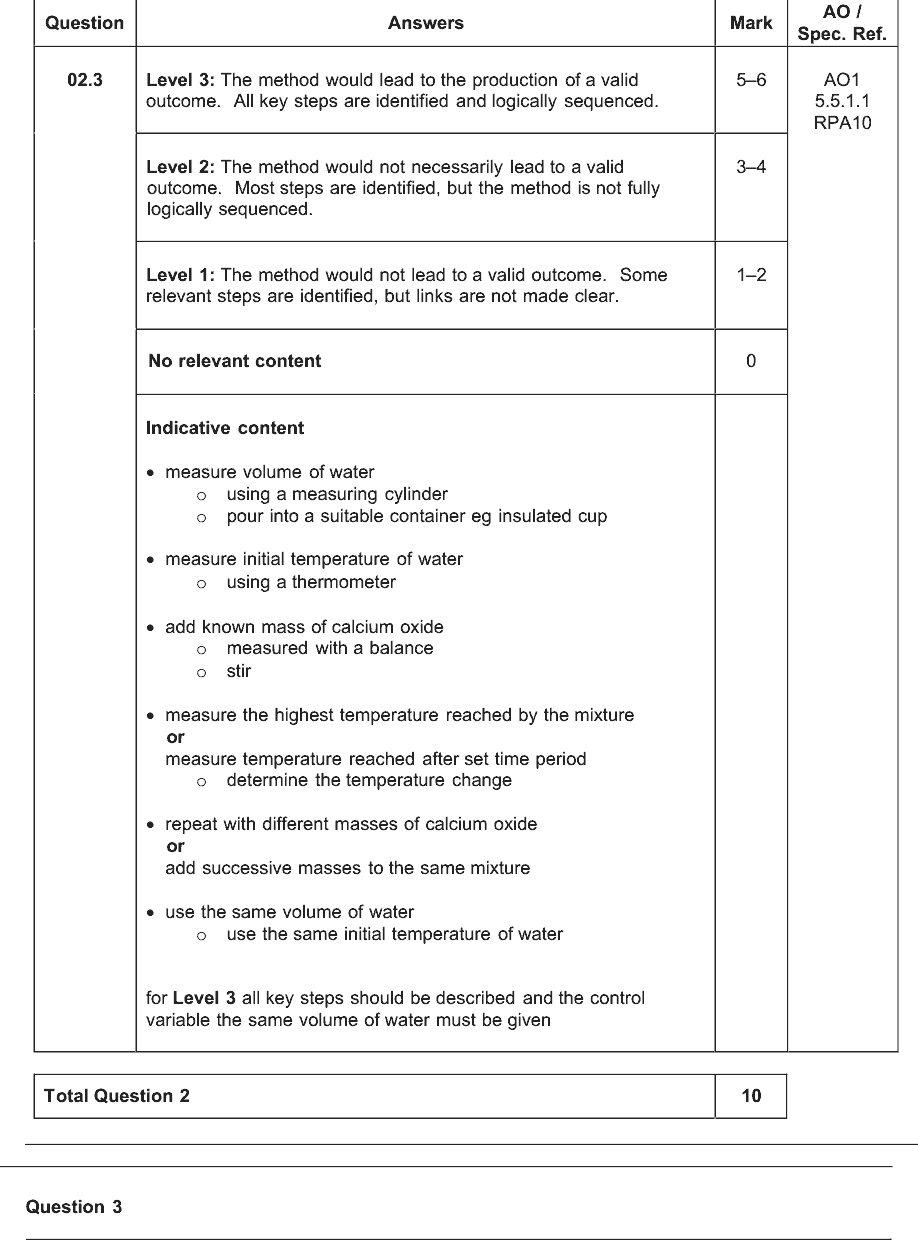 Question Answers Mark AO /
Spec. Ref.
02.3 Level 3: The method would lead to the production of a valid 5–6 AO1
outcome. All key steps are identified and logically sequenced. 5.5.1.1
RPA10
Level 2: The method would not necessarily lead to a valid 3–4
outcome. Most steps are identified, but the method is not fully
logically sequenced.
Level 1: The method would not lead to a valid outcome. Some 1–2
relevant steps are identified, but links are not made clear.
No relevant content 0
Indicative content
• measure volume of water
o using a measuring cylinder
o pour into a suitable container eg insulated cup
• measure initial temperature of water
o using a thermometer
• add known mass of calcium oxide
o measured with a balance
o stir
• measure the highest temperature reached by the mixture
or
measure temperature reached after set time period
o determine the temperature change
• repeat with different masses of calcium oxide
or
add successive masses to the same mixture
• use the same volume of water
o use the same initial temperature of water
for Level 3 all key steps should be described and the control
variable the same volume of water must be given
Total Question 2 10
Question 3